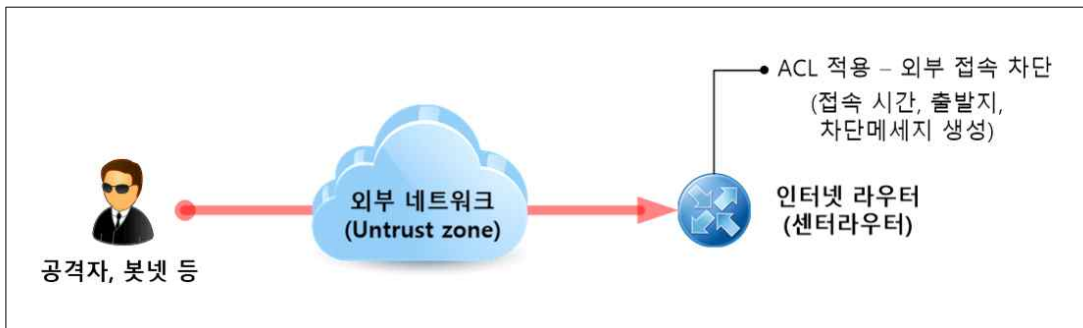 ACL 적용 – 외부 접속 차단
(접속 시간, 출발지,
차단메세지 생성)
외부 네트워크
(Untrust zone)
인터넷 라우터
(센터라우터)
공격자, 봇넷 등